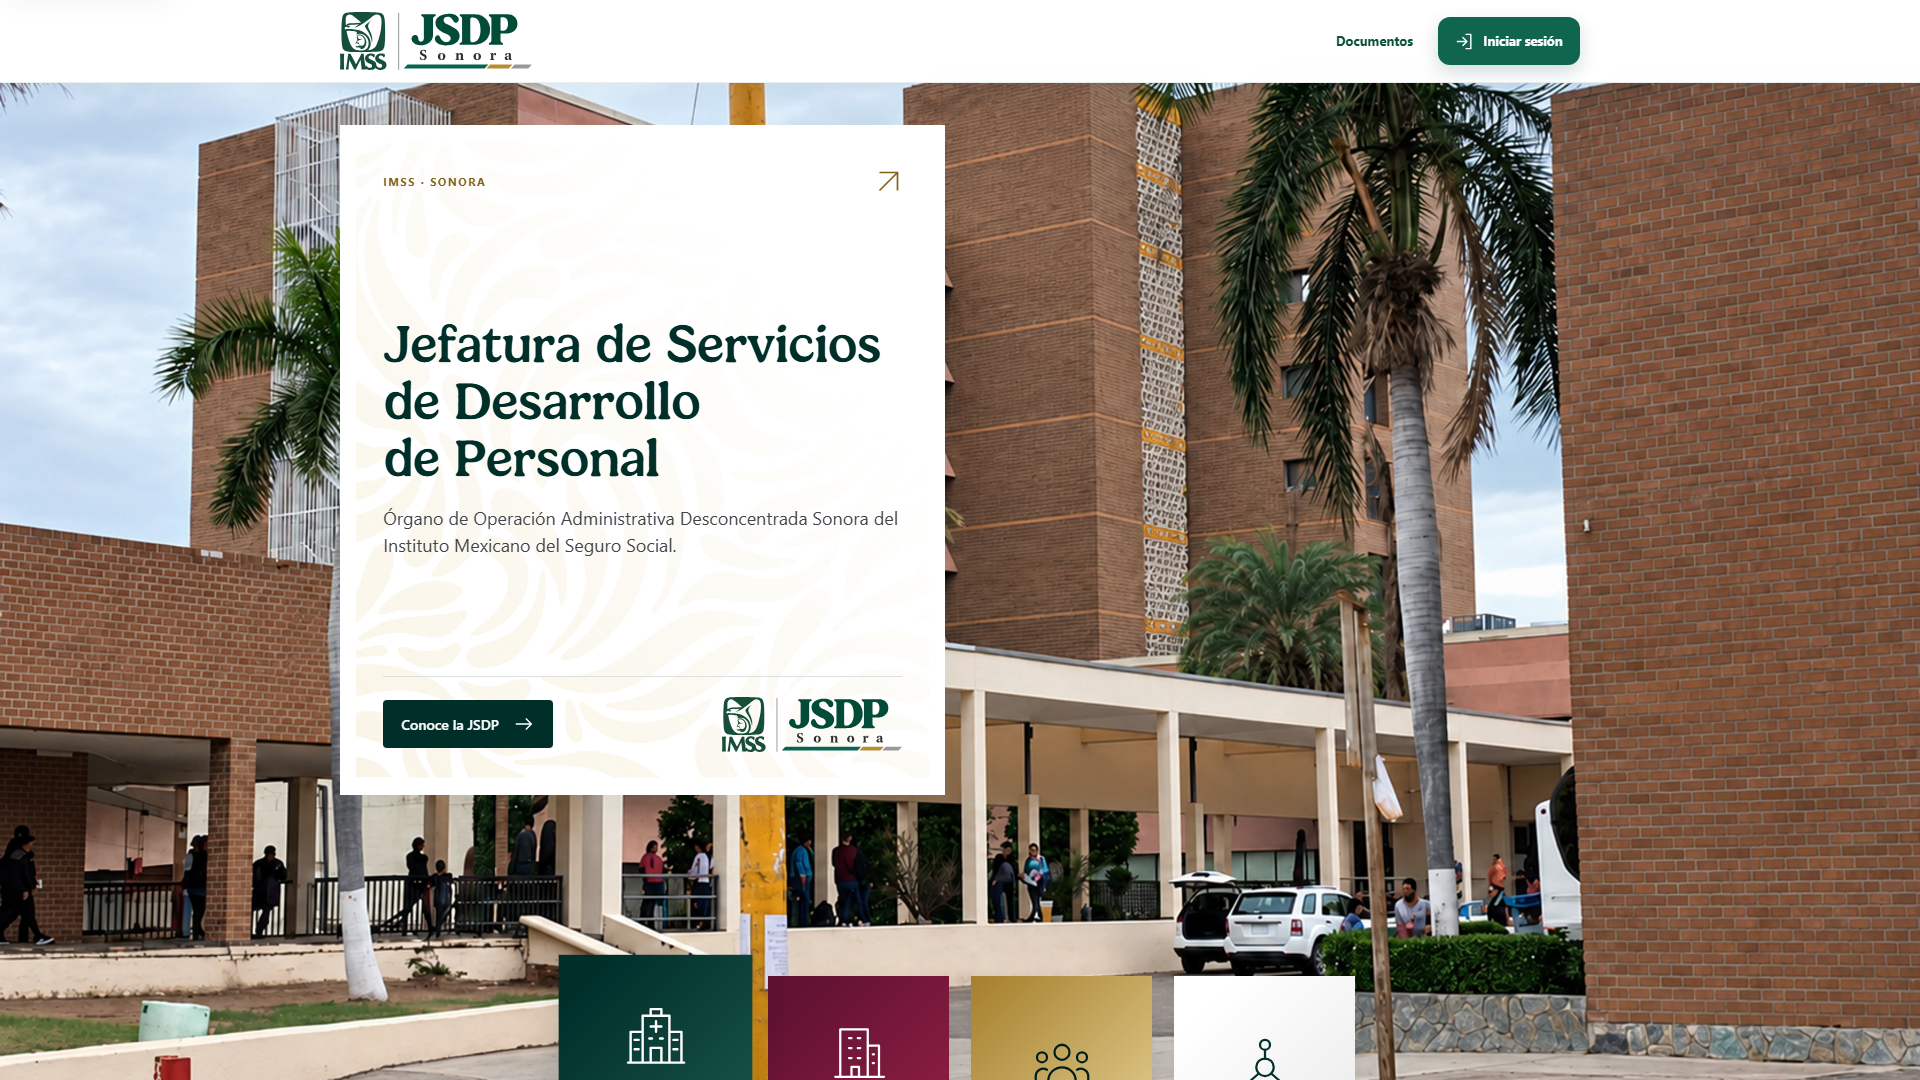 IMSS
JSDP
Sonora
Documentos
Iniciar sesión
IMSS · SONORA
Jefatura de Servicios
de Desarrollo
de Personal
Órgano de Operación Administrativa Desconcentrada Sonora del
Instituto Mexicano del Seguro Social.
Conoce la JSDP
IMSS
JSDP
Sonora